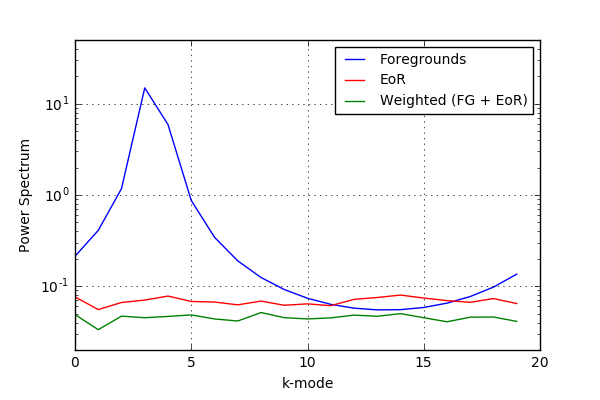 Foregrounds
EoR
Weighted (FG + EoR)
Power Spectrum
10^1
10^0
10^-1
0 5 10 15 20
k-mode